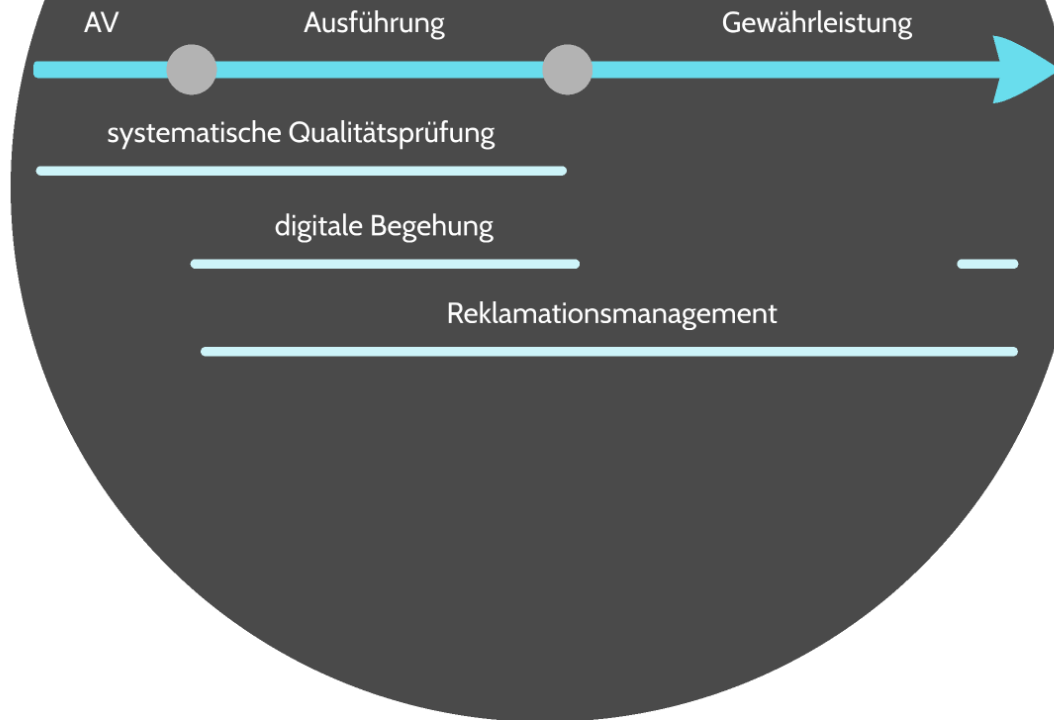 AV
Ausführung
Gewährleistung
systematische Qualitätsprüfung
digitale Begehung
Reklamationsmanagement